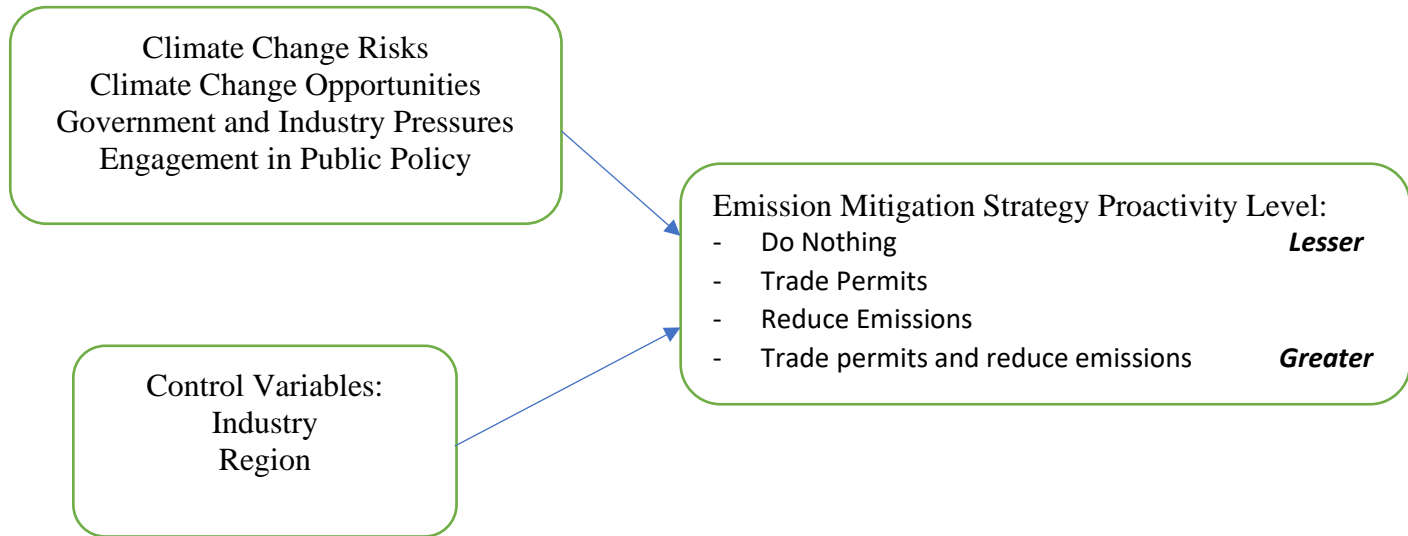 Climate Change Risks
Climate Change Opportunities
Government and Industry Pressures
Engagement in Public Policy
Emission Mitigation Strategy Proactivity Level:
- Do Nothing Lesser
- Trade Permits
- Reduce Emissions
- Trade permits and reduce emissions Greater
Control Variables:
Industry
Region